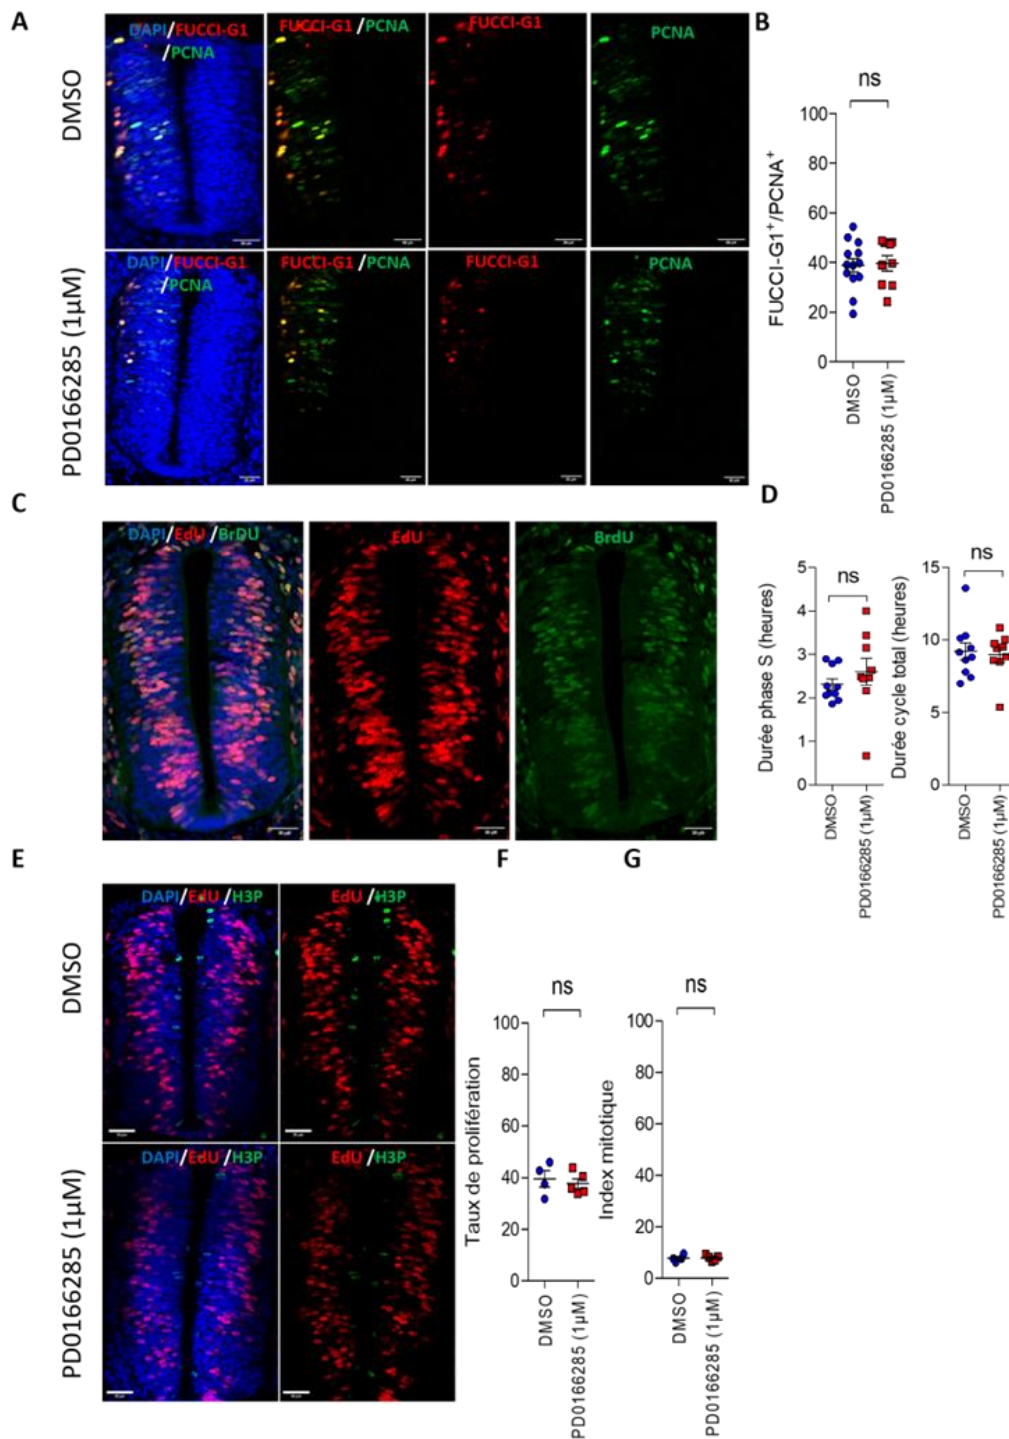 A
DMSO
DAPI/FUCCI-G1
/PCNA
FUCCI-G1/PCNA
FUCCI-G1
PCNA
PD0166285 (1µM)
DAPI/FUCCI-G1
/PCNA
FUCCI-G1/PCNA
FUCCI-G1
PCNA
B
ns
FUCCI-G1+/PCNA+
100
80
60
40
20
0
DMSO
PD0166285 (1µM)
C
DAPI/EdU/BrDU
EdU
BrdU
D
ns
Durée phase S (heures)
5
4
3
2
1
0
DMSO
PD0166285 (1µM)
ns
Durée cycle total (heures)
15
10
5
0
DMSO
PD0166285 (1µM)
E
DMSO
DAPI/EdU/H3P
EdU/H3P
PD0166285 (1µM)
DAPI/EdU/H3P
EdU/H3P
F
ns
Taux de prolifération
100
80
60
40
20
0
DMSO
PD0166285 (1µM)
G
ns
Index mitotique
100
80
60
40
20
0
DMSO
PD0166285 (1µM)